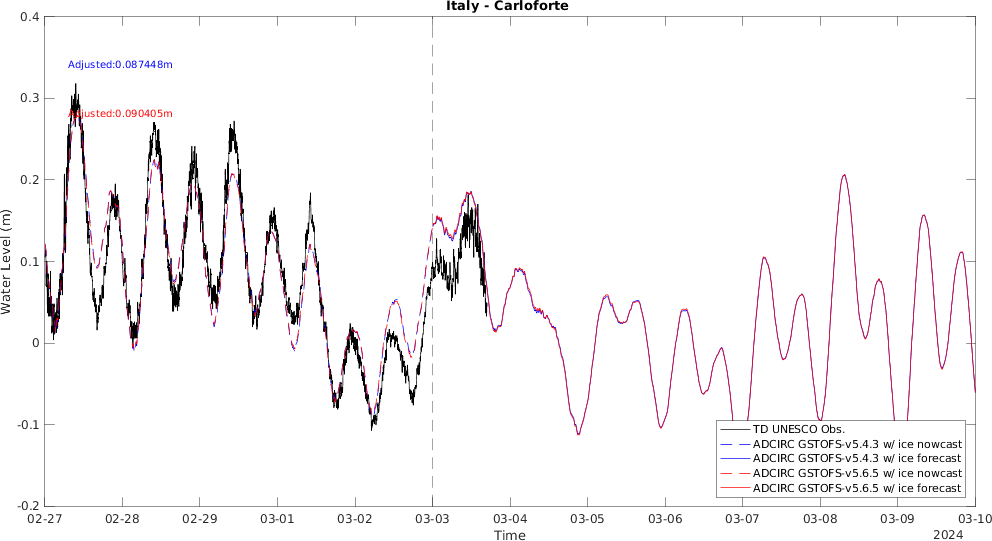 Italy - Carloforte
0.4
0.3
0.2
0.1
0
-0.1
-0.2
Water Level (m)
Adjusted:0.087448m
Adjusted:0.090405m
TD UNESCO Obs.
ADCIRC GSTOFS-v5.4.3 w/ ice nowcast
ADCIRC GSTOFS-v5.4.3 w/ ice forecast
ADCIRC GSTOFS-v5.6.5 w/ ice nowcast
ADCIRC GSTOFS-v5.6.5 w/ ice forecast
02-27 02-28 02-29 03-01 03-02 03-03 03-04 03-05 03-06 03-07 03-08 03-09 03-10
Time
2024